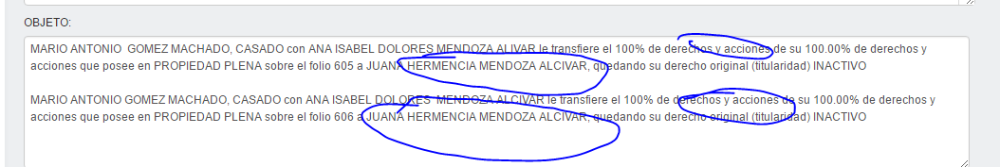 OBJETO:
MARIO ANTONIO  GOMEZ MACHADO, CASADO con ANA ISABEL DOLORES MENDOZA ALIVAR le transfiere el 100% de derechos y acciones de su 100.00% de derechos y
acciones que posee en PROPIEDAD PLENA sobre el folio 605 a JUANA HERMENCIA MENDOZA ALCIVAR, quedando su derecho original (titularidad) INACTIVO
MARIO ANTONIO GOMEZ MACHADO, CASADO con ANA ISABEL DOLORES  MENDOZA ALCIVAR le transfiere el 100% de derechos y acciones de su 100.00% de derechos y
acciones que posee en PROPIEDAD PLENA sobre el folio 606 a JUANA HERMENCIA MENDOZA ALCIVAR, quedando su derecho original (titularidad) INACTIVO